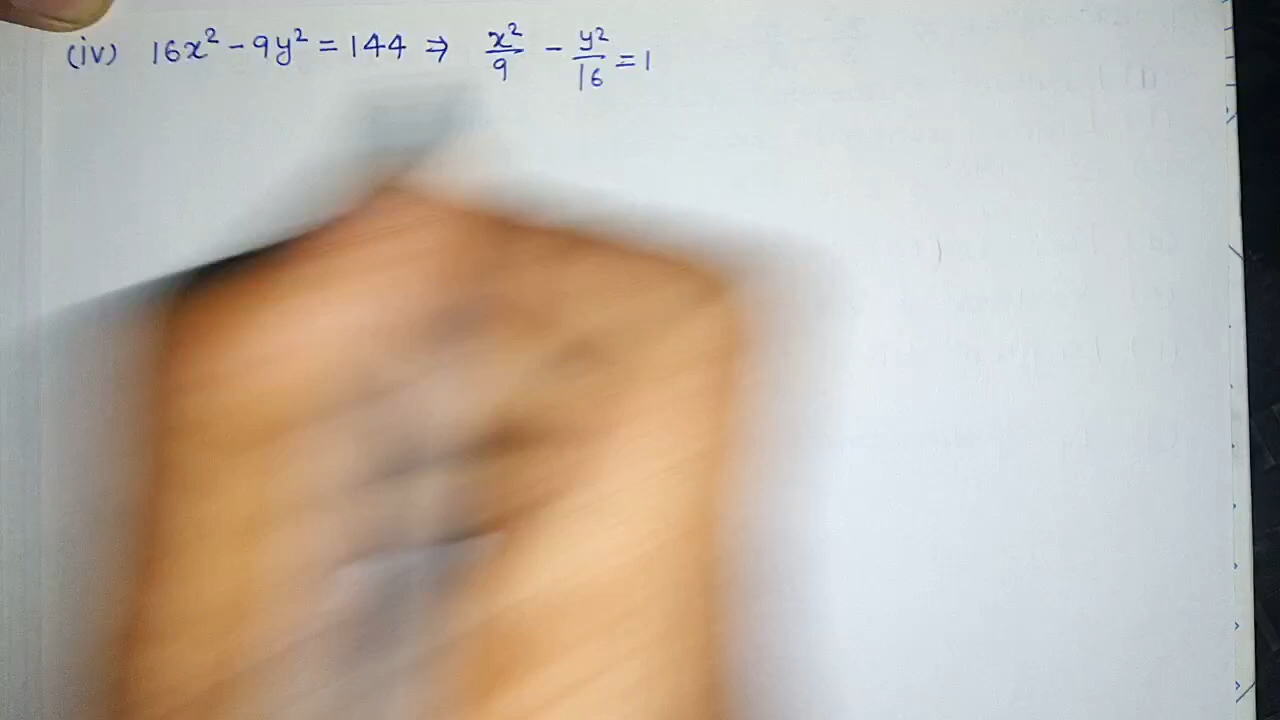 (iv) 16x² - 9y² = 144 ⇒ x²/9 - y²/16 = 1